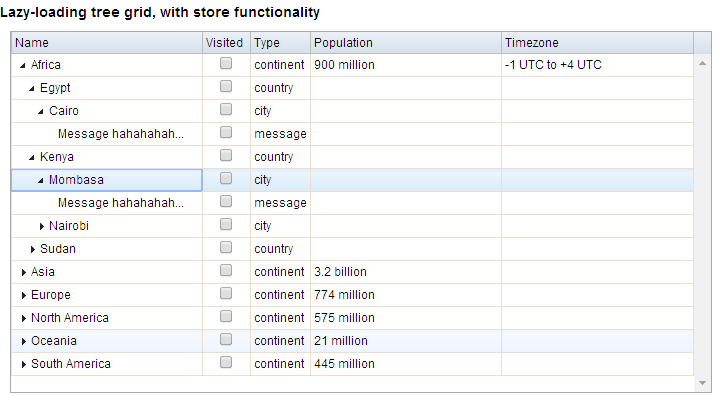 Lazy-loading tree grid, with store functionality
Name Visited Type Population Timezone
Africa continent 900 million -1 UTC to +4 UTC
Egypt country
Cairo city
Message hahahahah... message
Kenya country
Mombasa city
Message hahahahah... message
Nairobi city
Sudan country
Asia continent 3.2 billion
Europe continent 774 million
North America continent 575 million
Oceania continent 21 million
South America continent 445 million